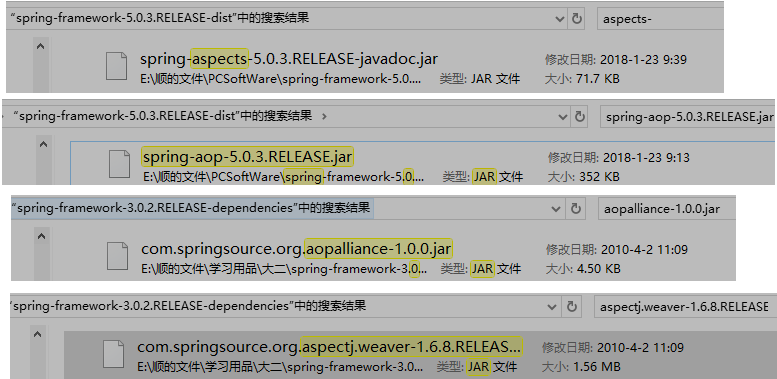 "spring-framework-5.0.3.RELEASE-dist"中的搜索结果 aspects-
spring-aspects-5.0.3.RELEASE-javadoc.jar 修改日期: 2018-1-23 9:39
E:\顺的文件\PCSoftWare\spring-framework-5.0.... 类型: JAR 文件 大小: 71.7 KB
"spring-framework-5.0.3.RELEASE-dist"中的搜索结果 spring-aop-5.0.3.RELEASE.jar
spring-aop-5.0.3.RELEASE.jar 修改日期: 2018-1-23 9:13
E:\顺的文件\PCSoftWare\spring-framework-5.0.... 类型: JAR 文件 大小: 352 KB
"spring-framework-3.0.2.RELEASE-dependencies"中的搜索结果 aopalliance-1.0.0.jar
com.springsource.org.aopalliance-1.0.0.jar 修改日期: 2010-4-2 11:09
E:\顺的文件\学习用品\大二\spring-framework-3.0... 类型: JAR 文件 大小: 4.50 KB
"spring-framework-3.0.2.RELEASE-dependencies"中的搜索结果 aspectj.weaver-1.6.8.RELEASE
com.springsource.org.aspectj.weaver-1.6.8.RELEAS... 修改日期: 2010-4-2 11:09
E:\顺的文件\学习用品\大二\spring-framework-3.0... 类型: JAR 文件 大小: 1.56 MB